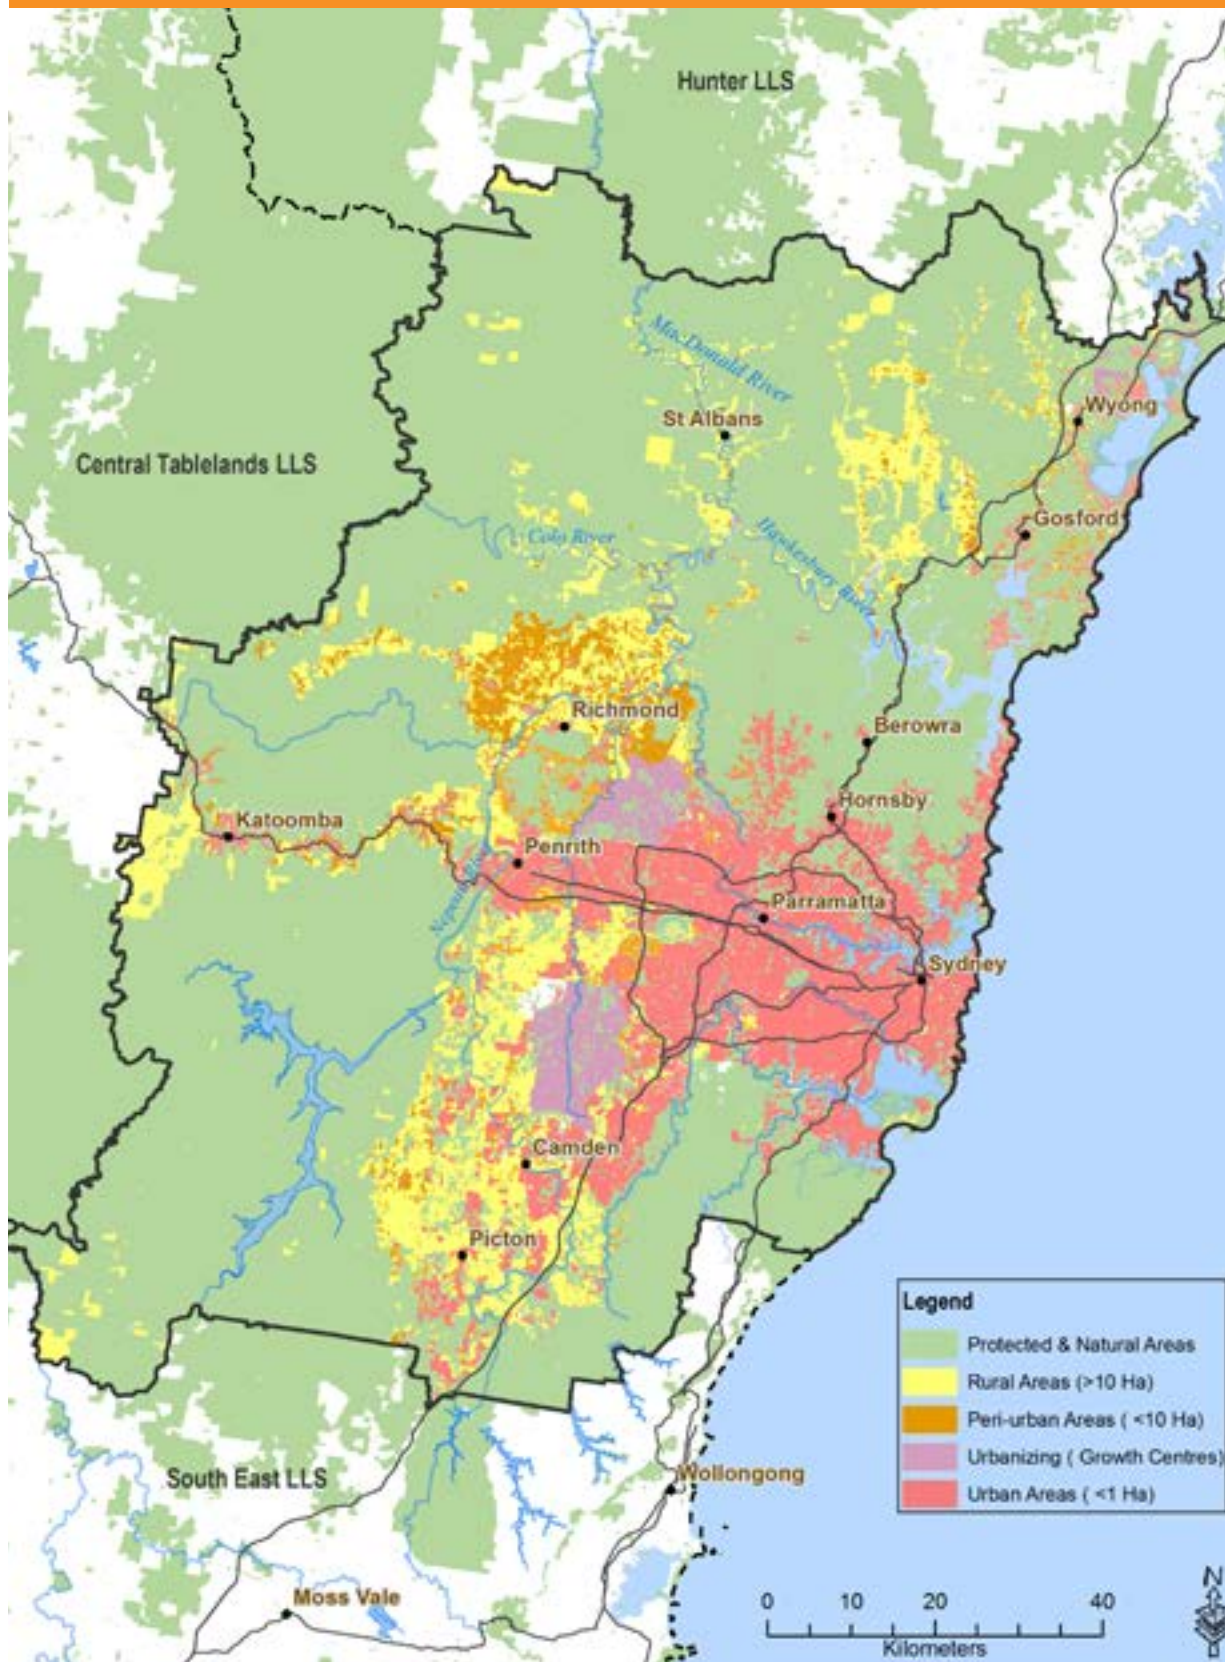 Hunter LLS
MacDonald River
Wyong
St Albans
Central Tablelands LLS
Gosford
Colo River
Hawkesbury River
Richmond
Berowra
Hornsby
Katoomba
Penrith
Parramatta
Nepean River
Sydney
Camden
Picton
Legend
Protected & Natural Areas
Rural Areas (>10 Ha)
Peri-urban Areas ( <10 Ha)
Urbanizing ( Growth Centres)
Urban Areas ( <1 Ha)
South East LLS
Wollongong
Moss Vale
N
0 10 20 40
Kilometers